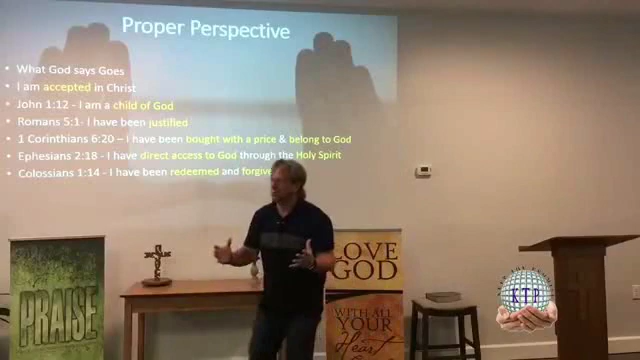 Proper Perspective
What God says Goes
I am accepted in Christ
John 1:12 - I am a child of God
Romans 5:1- I have been justified
1 Corinthians 6:20 – I have been bought with a price & belong to God
Ephesians 2:18 - I have direct access to God through the Holy Spirit
Colossians 1:14 - I have been redeemed and forgive
PRAISE
LOVE
GOD
WITH ALL
YOUR
Heart
KTP